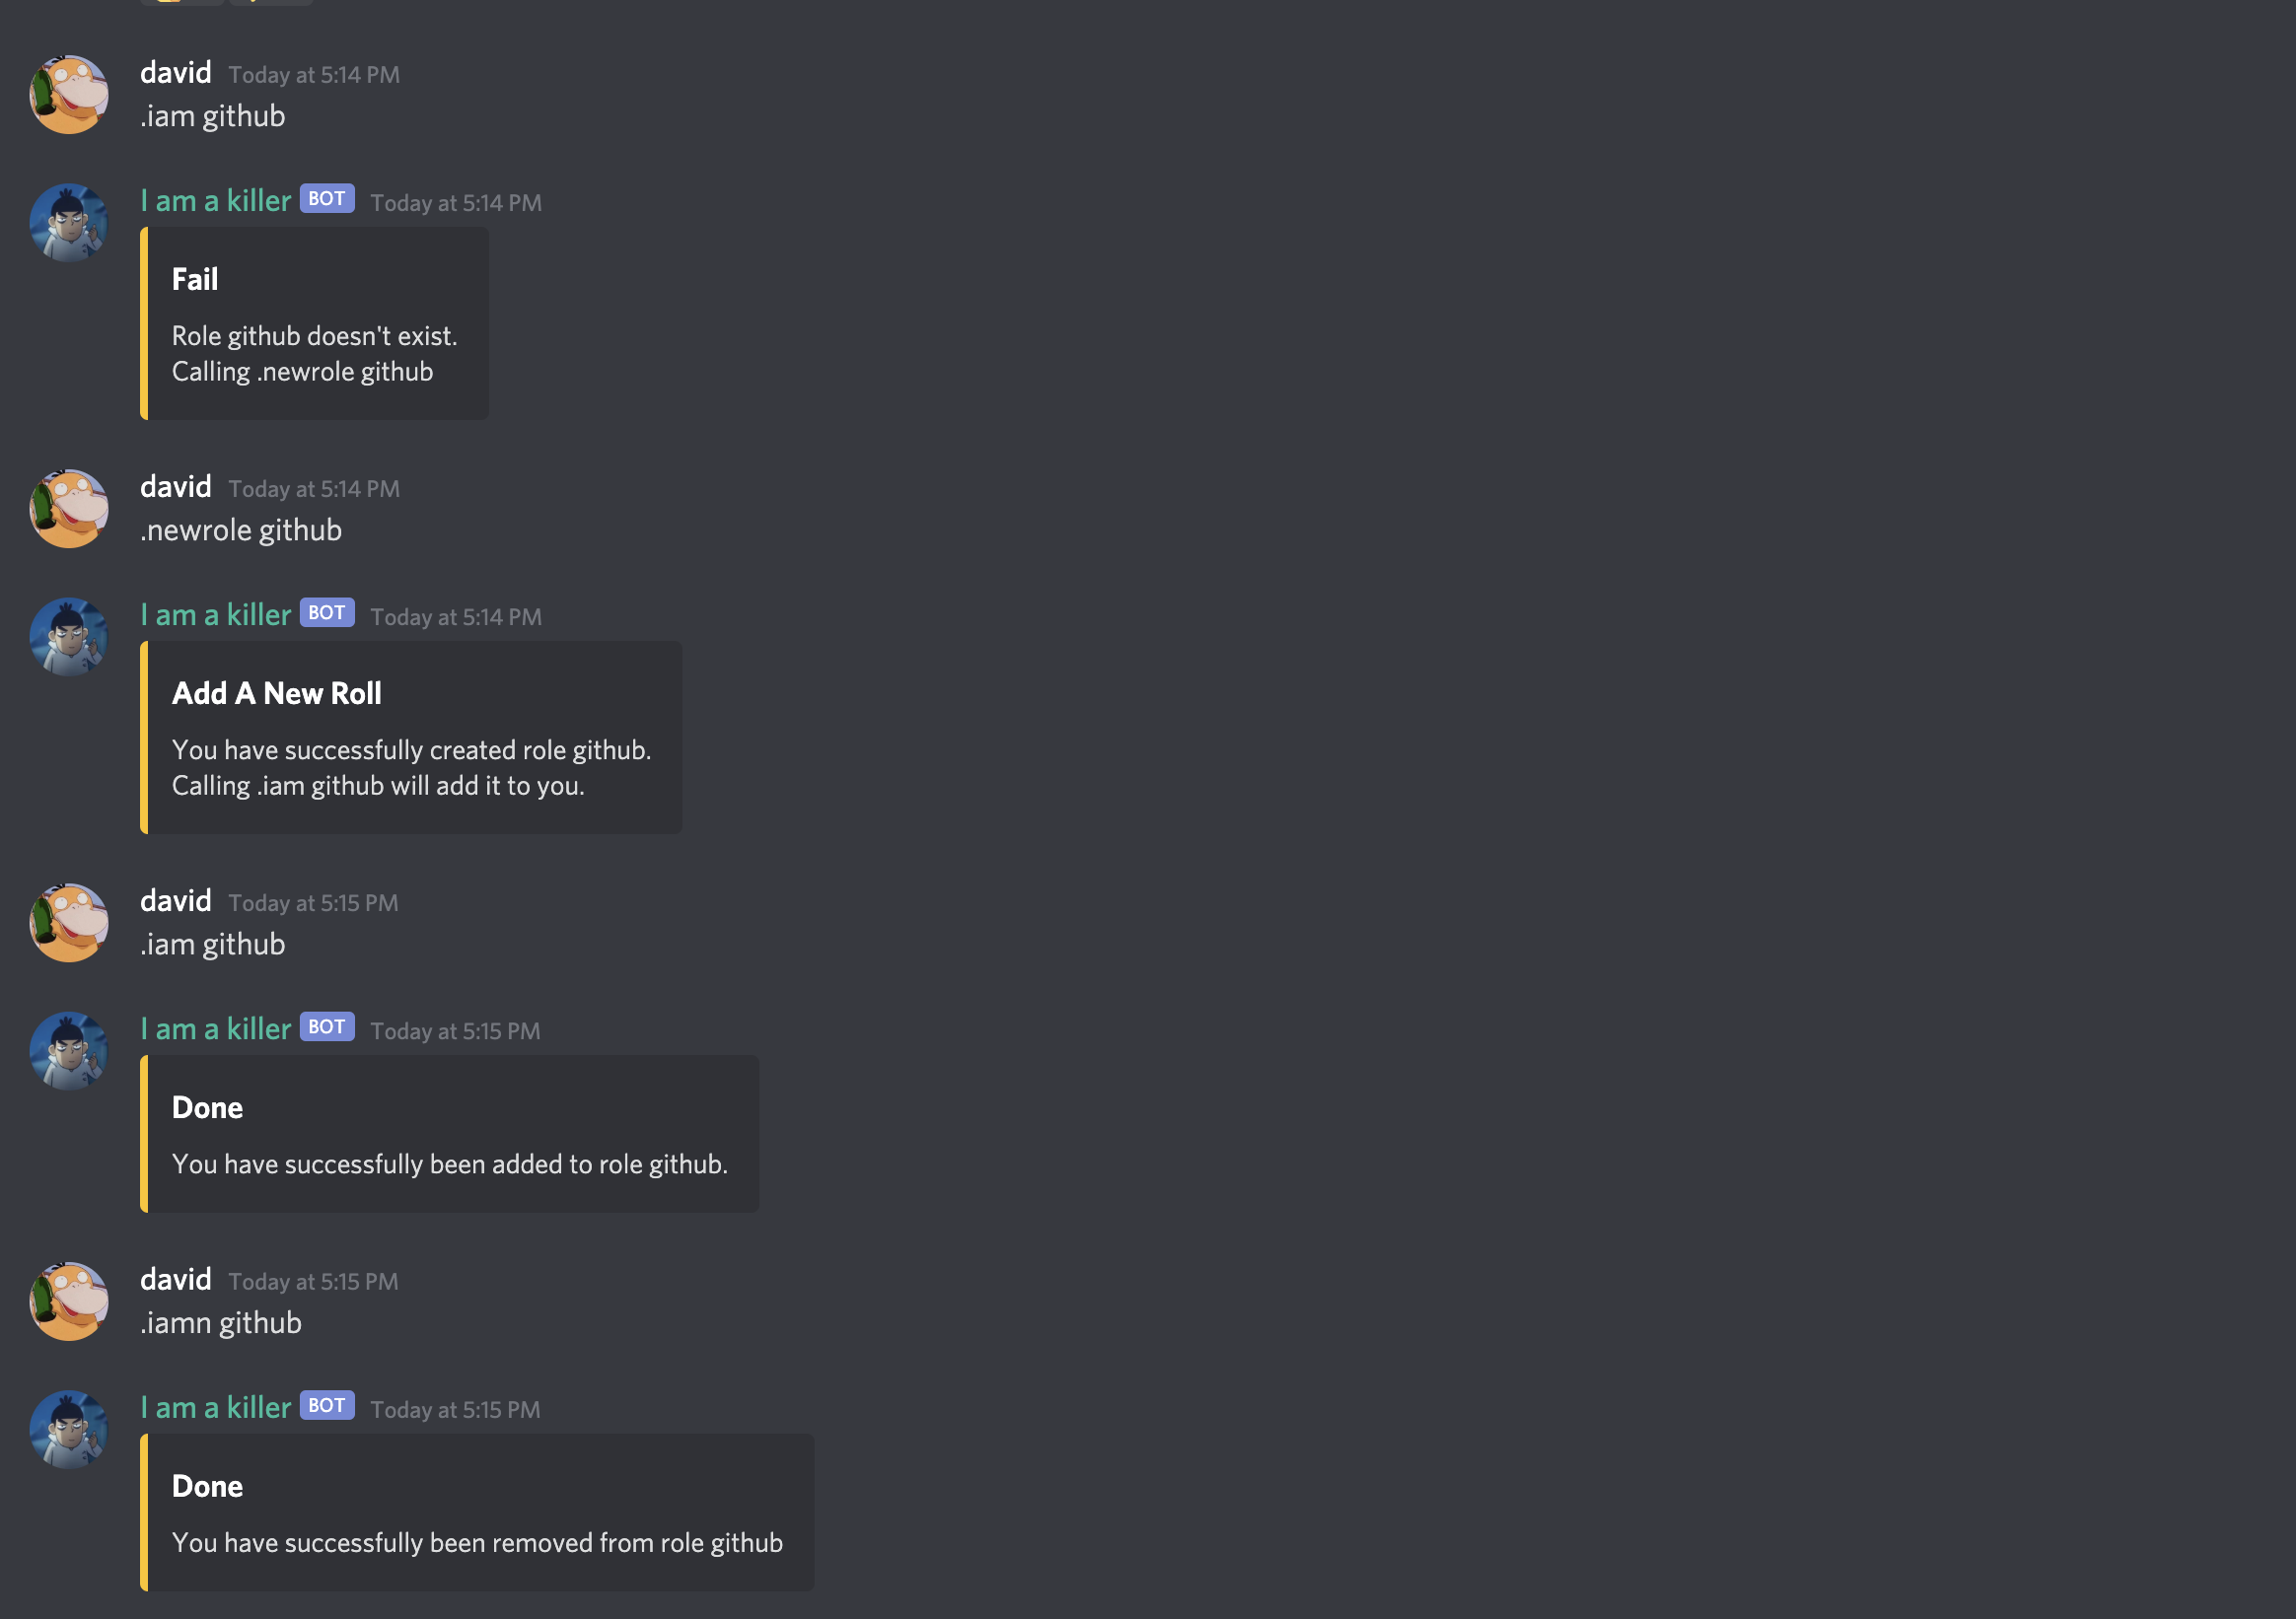 david Today at 5:14 PM
.iam github
I am a killer BOT Today at 5:14 PM
Fail
Role github doesn't exist.
Calling .newrole github
david Today at 5:14 PM
.newrole github
I am a killer BOT Today at 5:14 PM
Add A New Roll
You have successfully created role github.
Calling .iam github will add it to you.
david Today at 5:15 PM
.iam github
I am a killer BOT Today at 5:15 PM
Done
You have successfully been added to role github.
david Today at 5:15 PM
.iamn github
I am a killer BOT Today at 5:15 PM
Done
You have successfully been removed from role github